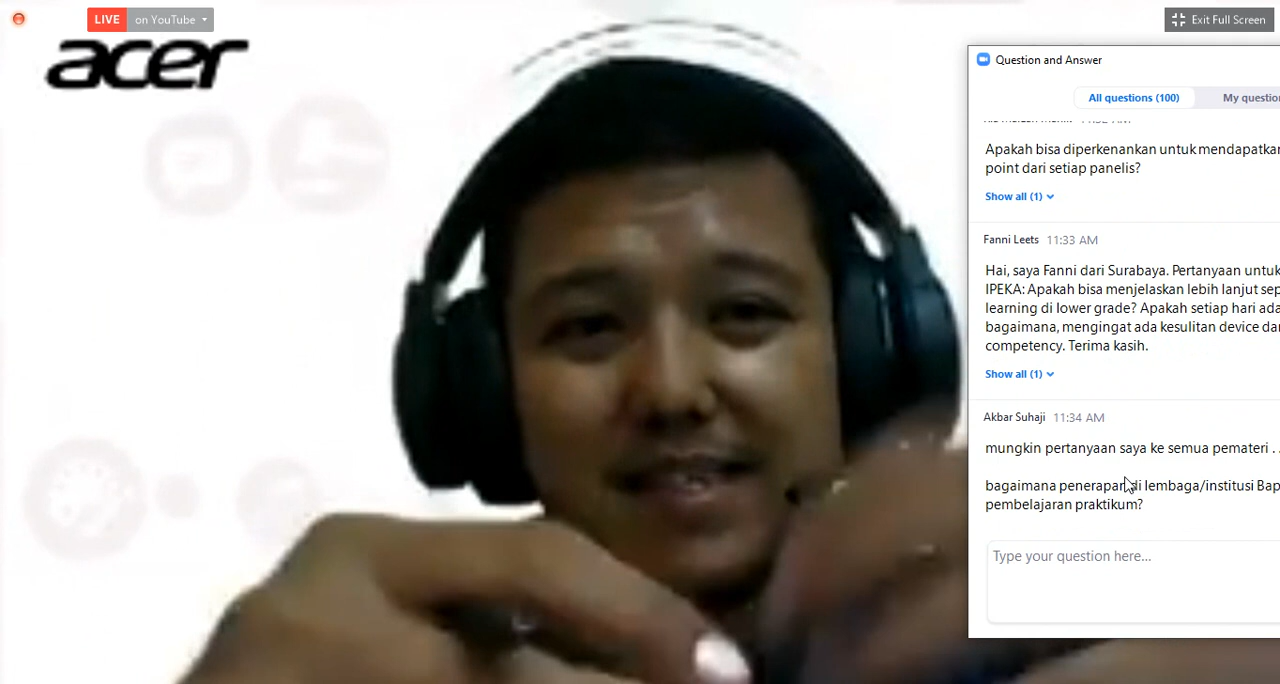 LIVE on YouTube
Exit Full Screen
acer
Question and Answer
All questions (100) My question
Apakah bisa diperkenankan untuk mendapatkan
point dari setiap panelis?
Show all (1)
Fanni Leets 11:33 AM
Hai, saya Fanni dari Surabaya. Pertanyaan untuk
IPEKA: Apakah bisa menjelaskan lebih lanjut sep
learning di lower grade? Apakah setiap hari ada
bagaimana, mengingat ada kesulitan device dan
competency. Terima kasih.
Show all (1)
Akbar Suhaji 11:34 AM
mungkin pertanyaan saya ke semua pemateri . .
bagaimana penerapan di lembaga/institusi Bap
pembelajaran praktikum?
Type your question here...